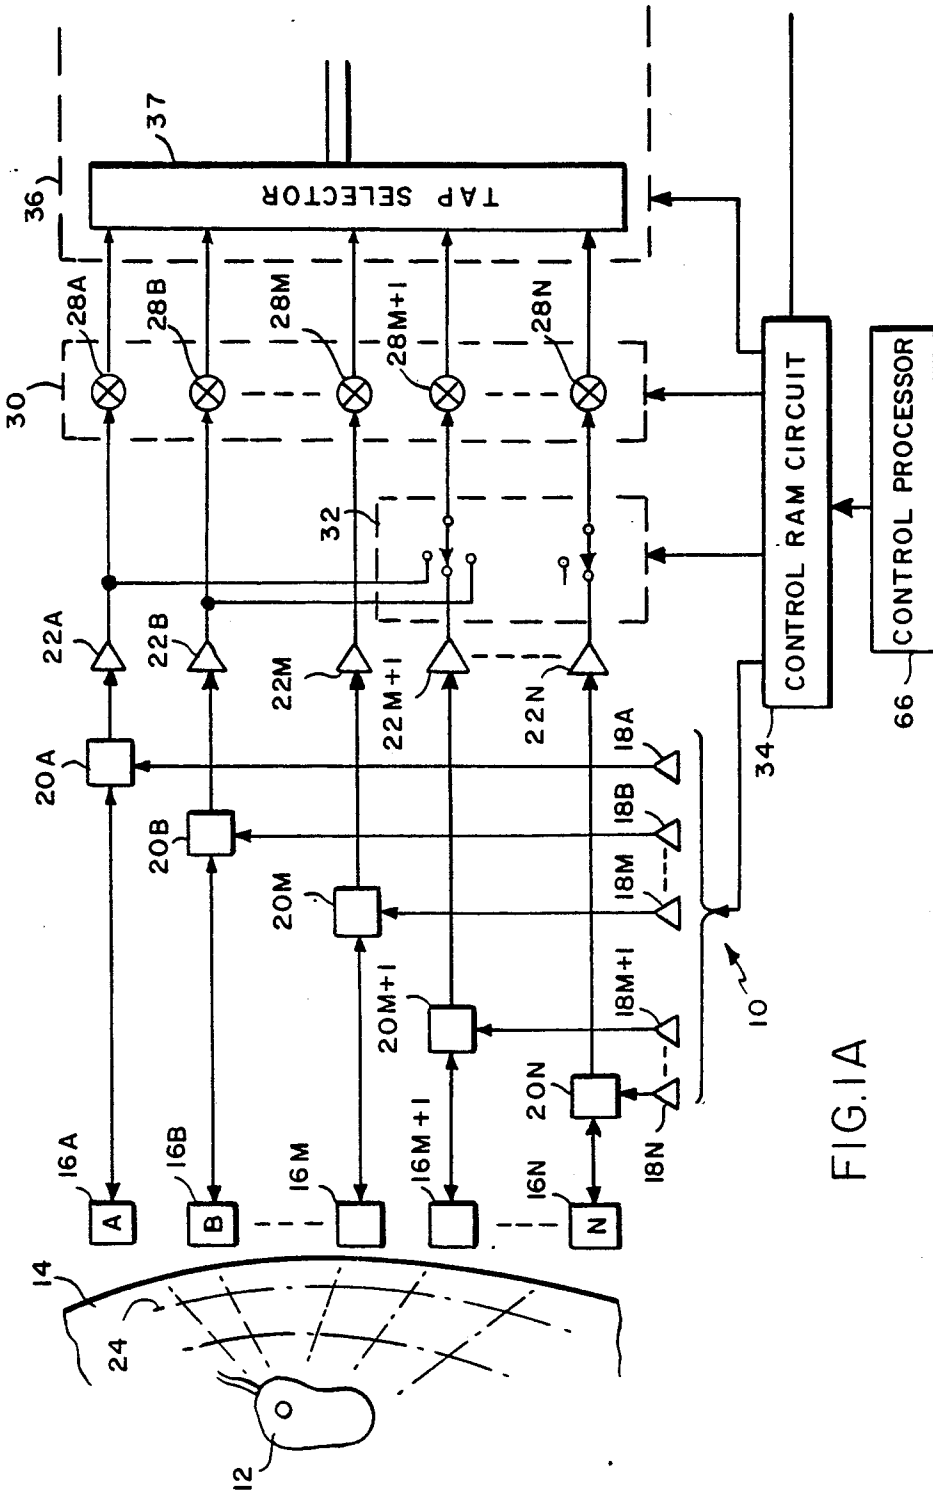 36
37
TAP SELECTOR
30
28A
28B
28M
28M+1
28N
32
22A
22B
22M
22M+1
22N
20A
20B
20M
20M+1
20N
18A
18B
18M
18M+1
18N
10
16A
16B
16M
16M+1
16N
A
B
N
14
24
12
CONTROL RAM CIRCUIT
34
CONTROL PROCESSOR
66
FIG.1A